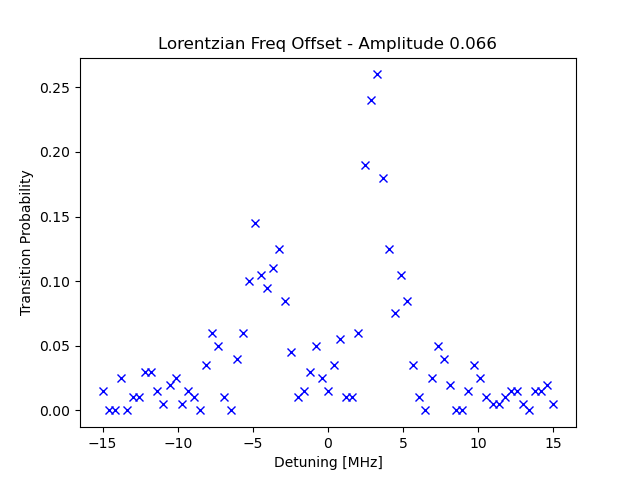 Lorentzian Freq Offset - Amplitude 0.066
Transition Probability
0.25
0.20
0.15
0.10
0.05
0.00
−15 −10 −5 0 5 10 15
Detuning [MHz]